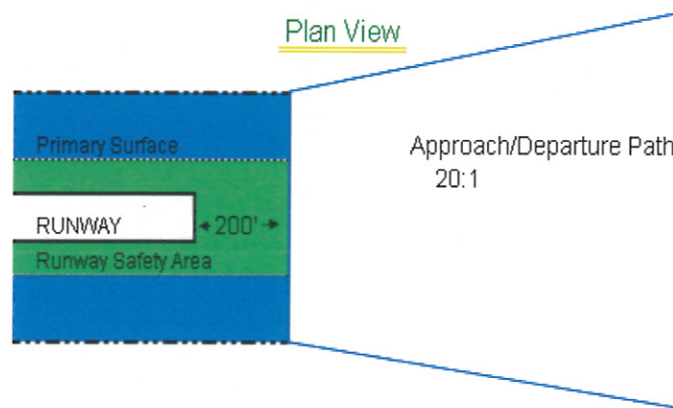 Plan View
Primary Surface
Approach/Departure Path
20:1
RUNWAY
200'
Runway Safety Area